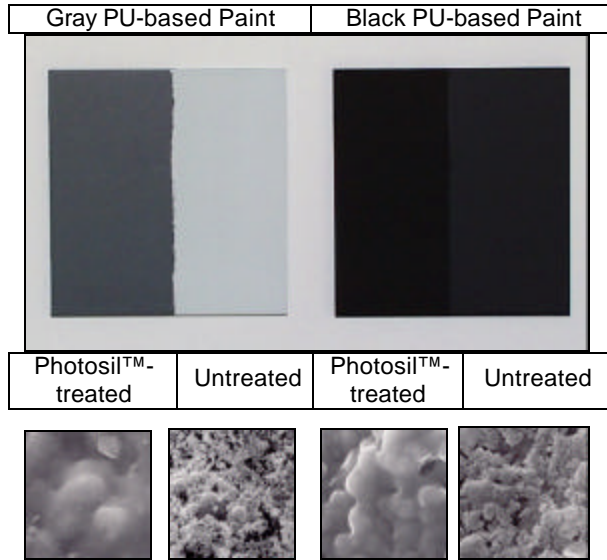 Gray PU-based Paint
Black PU-based Paint
Photosil™-
treated
Untreated
Photosil™-
treated
Untreated